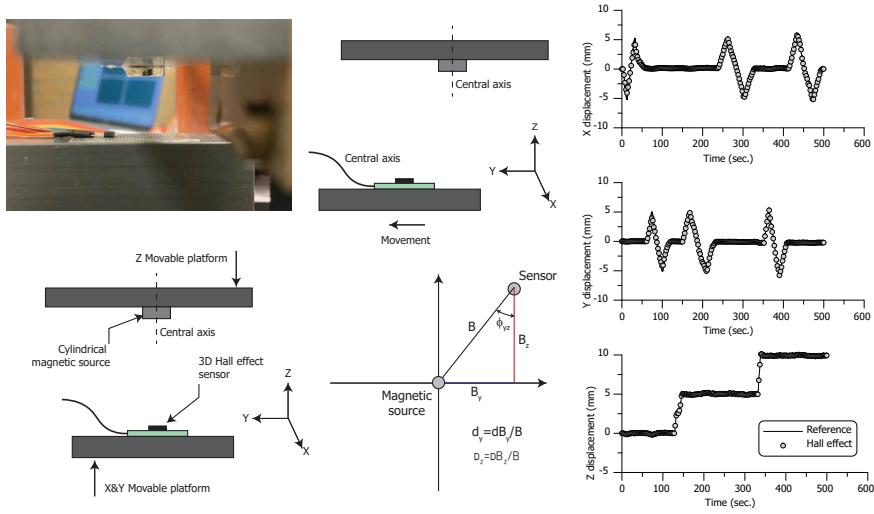 Central axis
Central axis
Z
Y
X
Movement
Z Movable platform
Cylindrical
magnetic source
Central axis
3D Hall effect
sensor
Z
Y
X
X&Y Movable platform
Sensor
B
ϕyz
Bz
Magnetic
source
By
dy=dBy/B
Dz=DBz/B
X displacement (mm)
10
5
0
-5
-10
0 100 200 300 400 500 600
Time (sec.)
Y displacement (mm)
10
5
0
-5
-10
0 100 200 300 400 500 600
Time (sec.)
Z displacement (mm)
10
5
0
-5
0 100 200 300 400 500 600
Time (sec.)
Reference
Hall effect